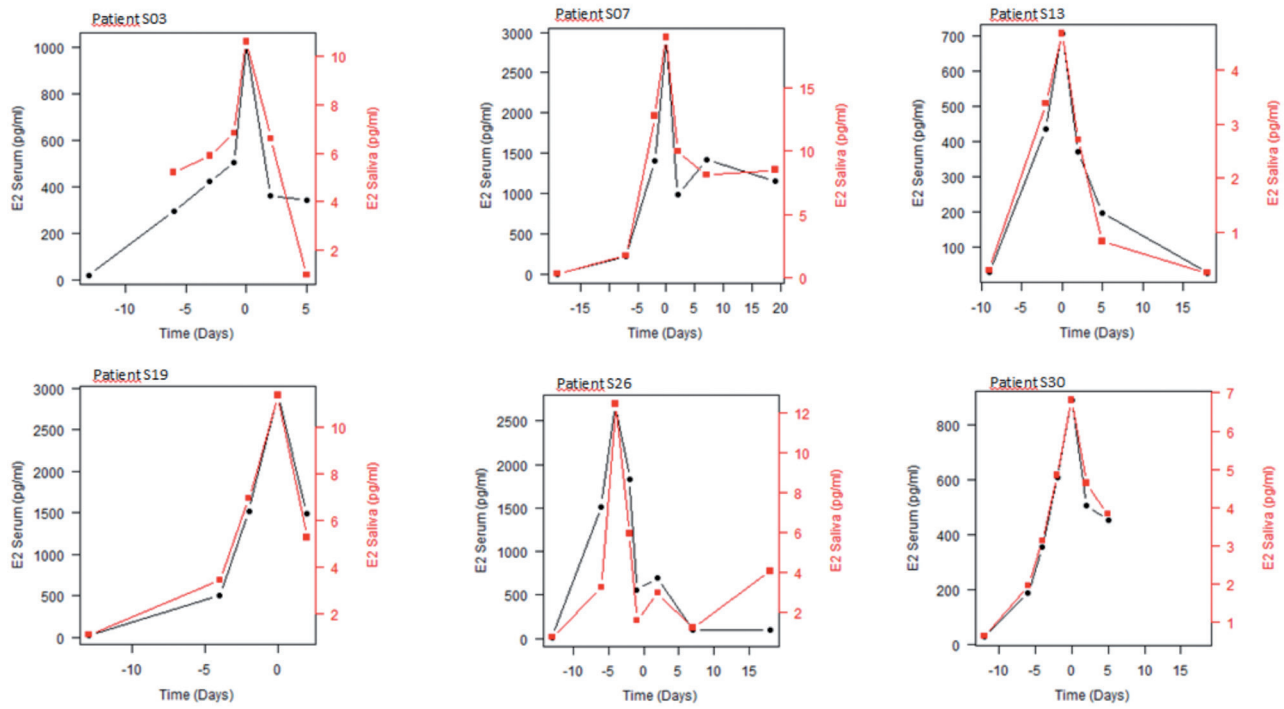 Patient S03
E2 Serum (pg/ml)
1000
800
600
400
200
0
10
8
6
4
2
E2 Saliva (pg/ml)
-10 -5 0 5
Time (Days)
Patient S07
E2 Serum (pg/ml)
3000
2500
2000
1500
1000
500
0
15
10
5
0
E2 Saliva (pg/ml)
-15 -5 0 5 10 15 20
Time (Days)
Patient S13
E2 Serum (pg/ml)
700
600
500
400
300
200
100
4
3
2
1
E2 Saliva (pg/ml)
-10 -5 0 5 10 15
Time (Days)
Patient S19
E2 Serum (pg/ml)
3000
2500
2000
1500
1000
500
0
10
8
6
4
2
E2 Saliva (pg/ml)
-10 -5 0
Time (Days)
Patient S26
E2 Serum (pg/ml)
2500
2000
1500
1000
500
0
12
10
8
6
4
2
E2 Saliva (pg/ml)
-10 -5 0 5 10 15
Time (Days)
Patient S30
E2 Serum (pg/ml)
800
600
400
200
0
7
6
5
4
3
2
1
E2 Saliva (pg/ml)
-10 -5 0 5 10 15
Time (Days)